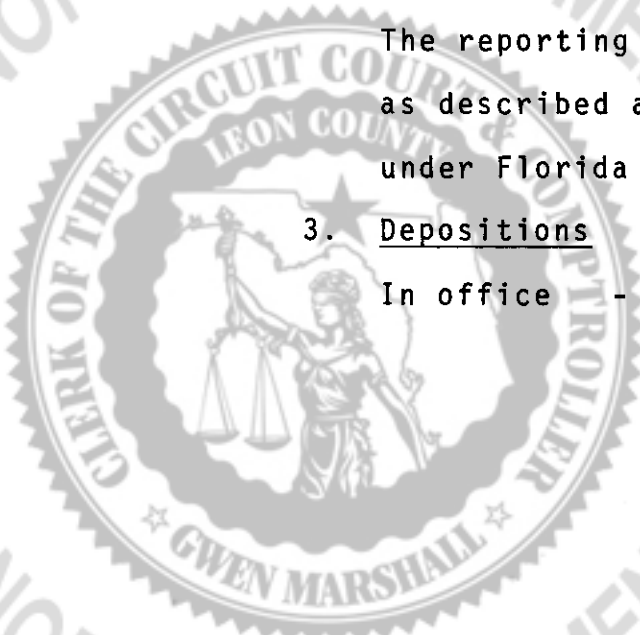 The reporting
as described a
under Florida
3. Depositions
In office -
CLERK OF THE CIRCUIT COURT & COMPTROLLER
LEON COUNTY
GWEN MARSHALL